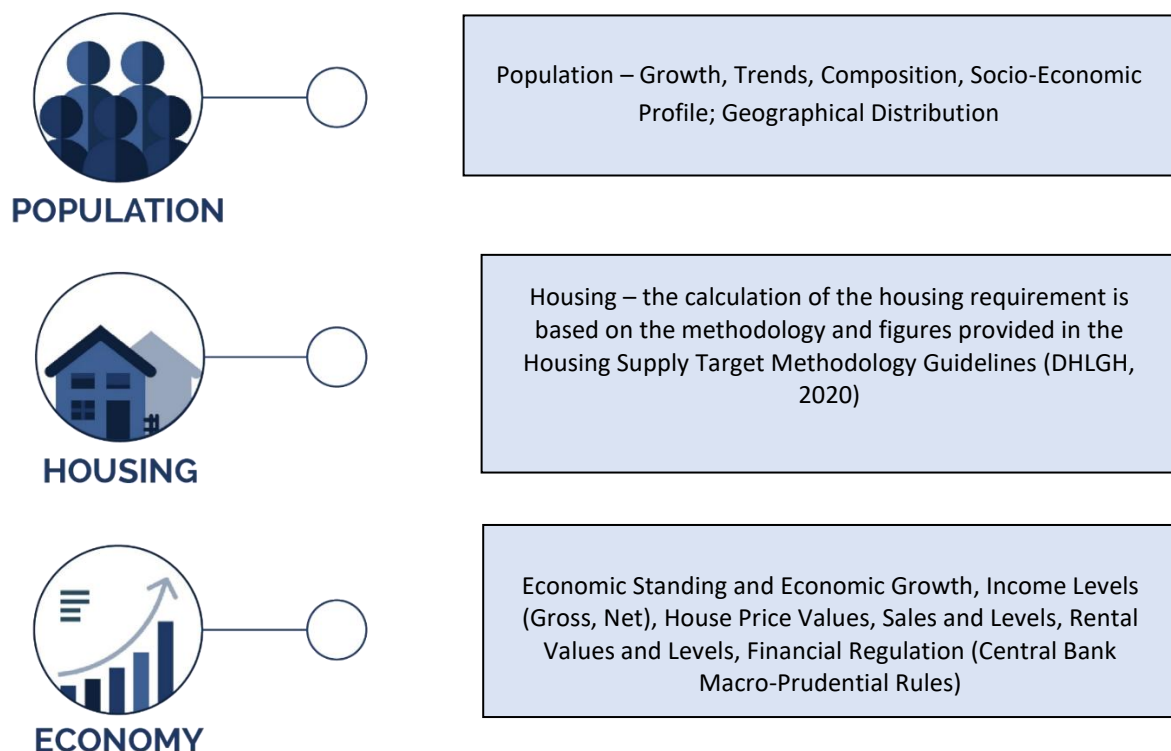 Population – Growth, Trends, Composition, Socio-Economic
Profile; Geographical Distribution
POPULATION
Housing – the calculation of the housing requirement is
based on the methodology and figures provided in the
Housing Supply Target Methodology Guidelines (DHLGH,
2020)
HOUSING
Economic Standing and Economic Growth, Income Levels
(Gross, Net), House Price Values, Sales and Levels, Rental
Values and Levels, Financial Regulation (Central Bank
Macro-Prudential Rules)
ECONOMY